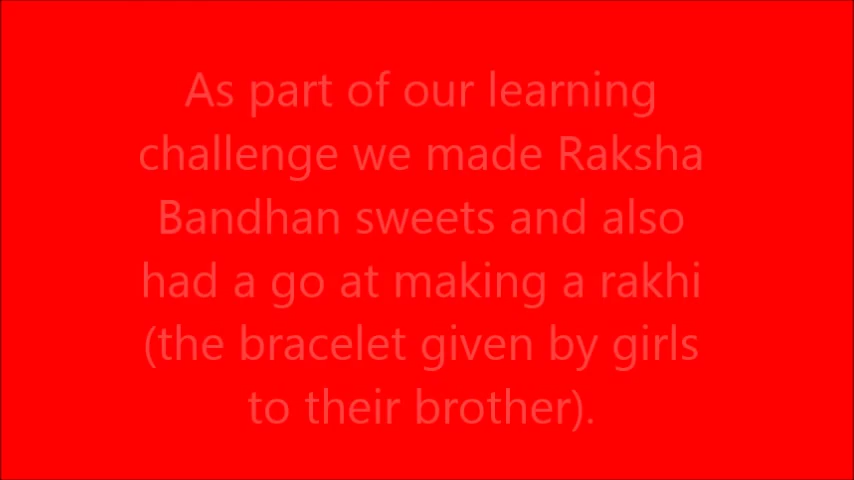 As part of our learning
challenge we made Raksha
Bandhan sweets and also
had a go at making a rakhi
(the bracelet given by girls
to their brother).